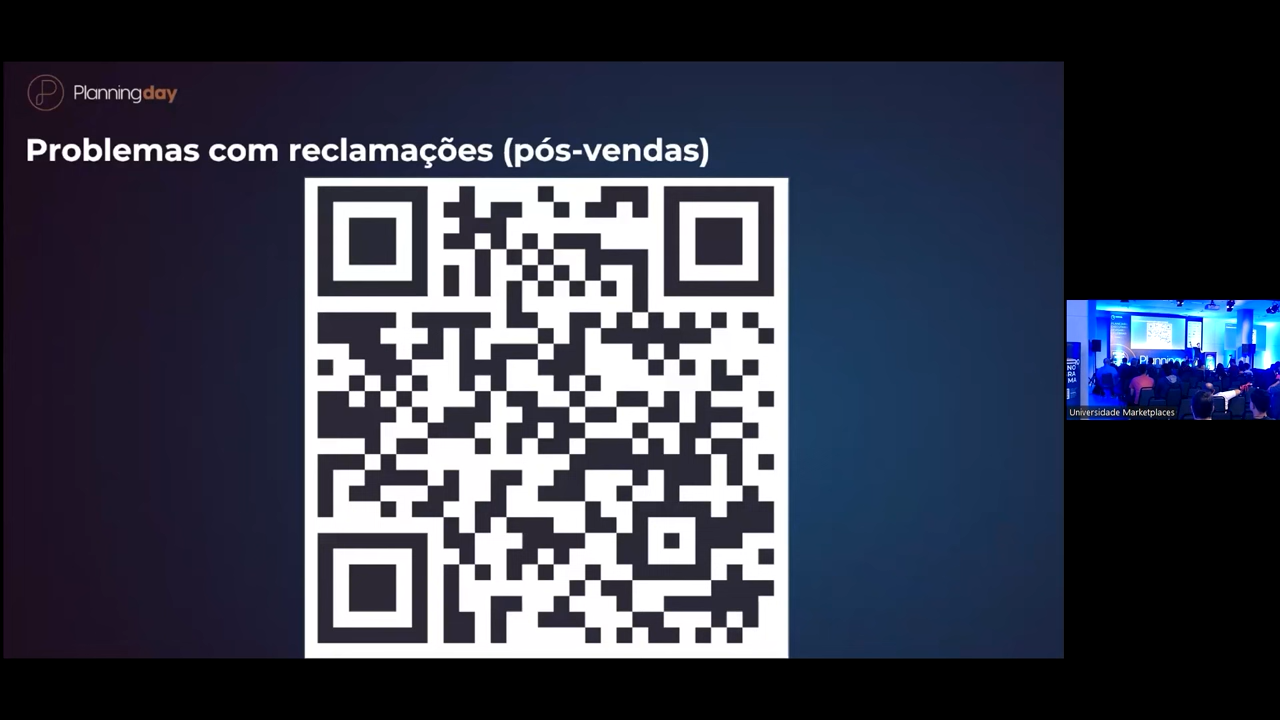 Planningday
Problemas com reclamações (pós-vendas)
Universidade Marketplaces